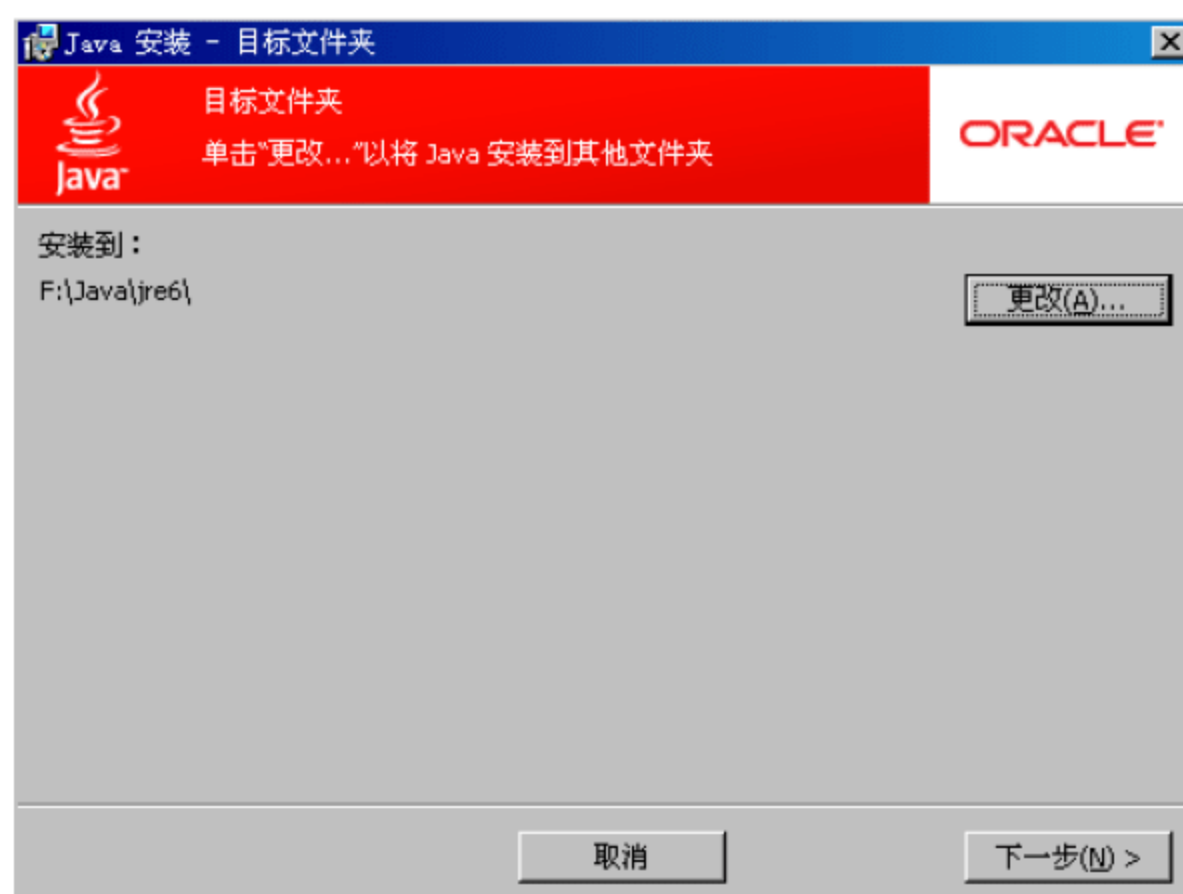 Java 安装 - 目标文件夹
目标文件夹
单击“更改...”以将 Java 安装到其他文件夹
Java
ORACLE
安装到：
F:\Java\jre6\
更改(A)...
取消
下一步(N) >